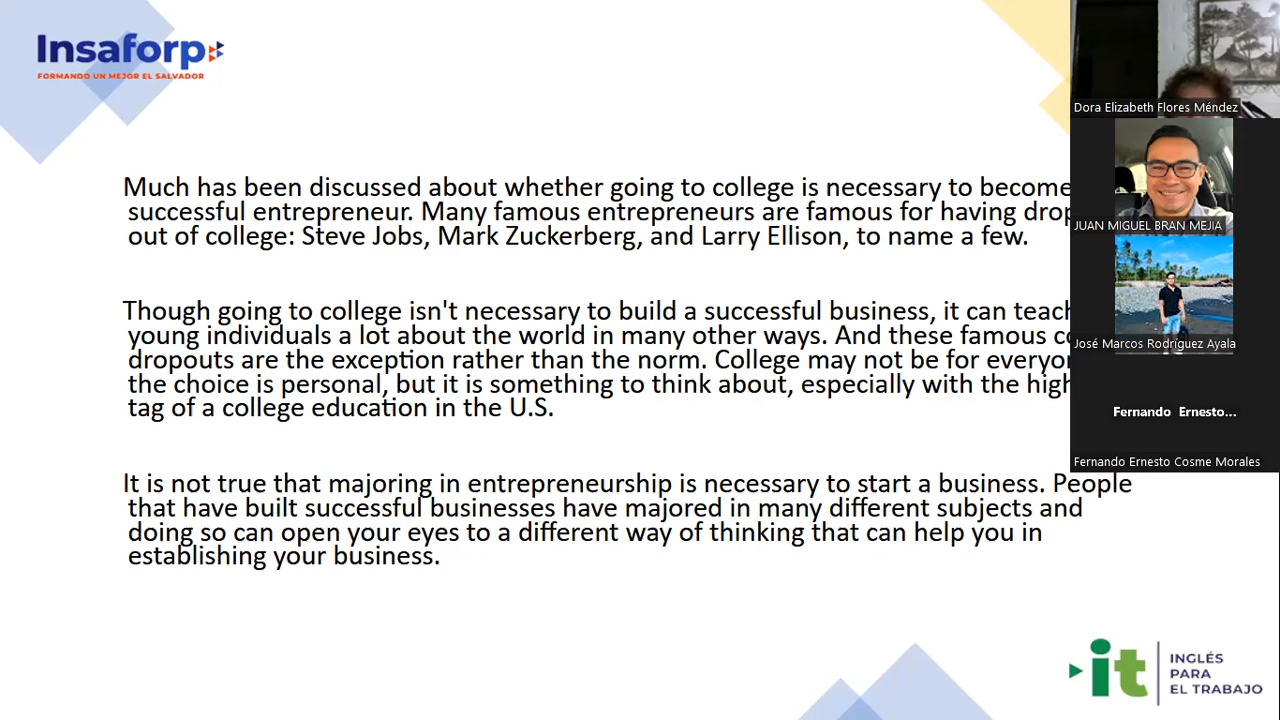 Insaforp
FORMANDO UN MEJOR EL SALVADOR
Much has been discussed about whether going to college is necessary to become
successful entrepreneur. Many famous entrepreneurs are famous for having
out of college: Steve Jobs, Mark Zuckerberg, and Larry Ellison, to name a few.
Though going to college isn't necessary to build a successful business, it can teach
young individuals a lot about the world in many other ways. And these famous
dropouts are the exception rather than the norm. College may not be for
the choice is personal, but it is something to think about, especially with the high
tag of a college education in the U.S.
It is not true that majoring in entrepreneurship is necessary to start a business. People
that have built successful businesses have majored in many different subjects and
doing so can open your eyes to a different way of thinking that can help you in
establishing your business.
Dora Elizabeth Flores Méndez
JUAN MIGUEL BRAN MEJIA
José Marcos Rodríguez Ayala
Fernando Ernesto...
Fernando Ernesto Cosme Morales
it
INGLÉS
PARA
EL TRABAJO